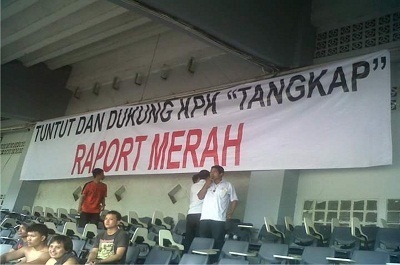 TUNTUT DAN DUKUNG KPK "TANGKAP"
RAPORT MERAH